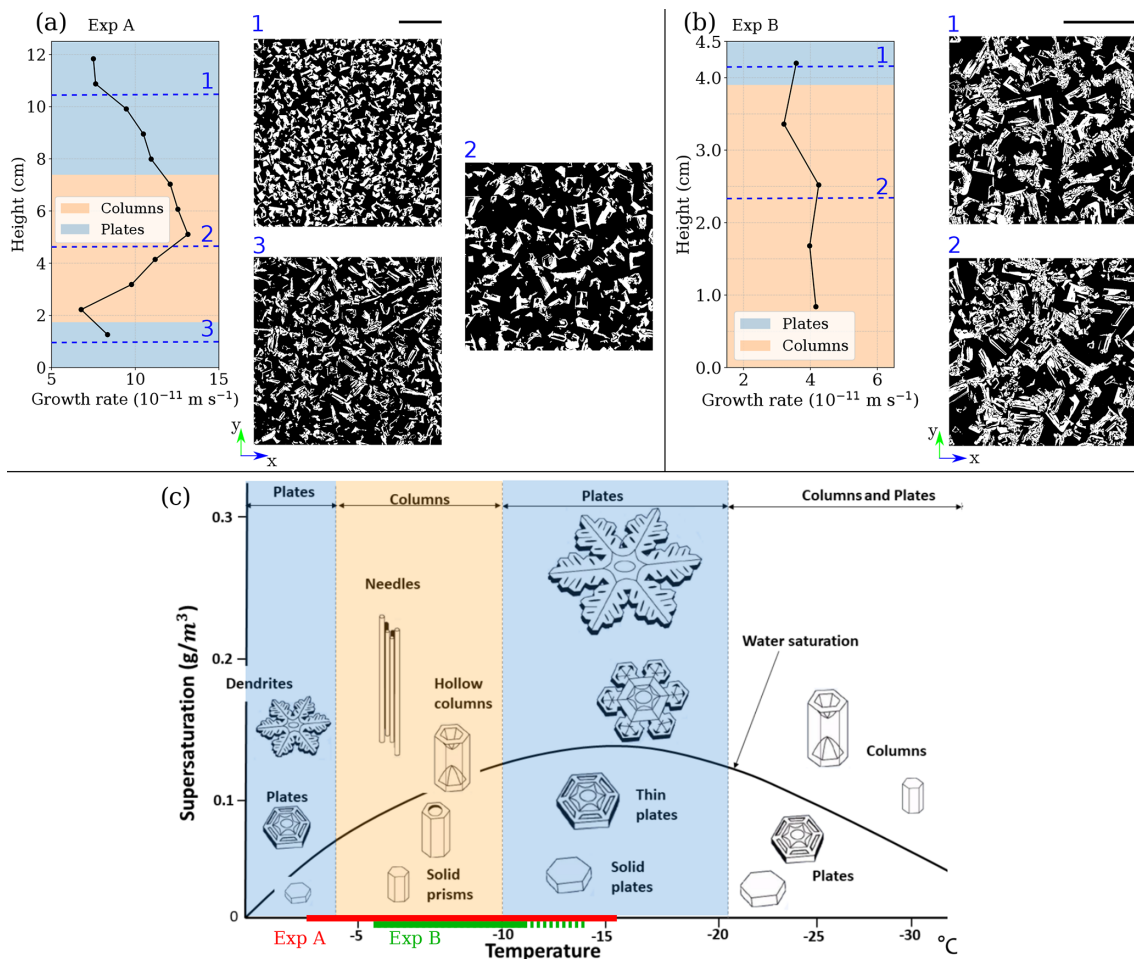 (a) Exp A
Height (cm)
12
10
8
6
4
2
0
5 10 15
Growth rate (10⁻¹¹ m s⁻¹)
Columns
Plates
1
2
3
1
2
3
y
x
(b) Exp B
Height (cm)
4.5
4.0
3.0
2.0
1.0
0.0
2 4 6
Growth rate (10⁻¹¹ m s⁻¹)
Plates
Columns
1
2
1
2
y
x
(c)
Plates
Columns
Plates
Columns and Plates
Supersaturation (g/m³)
0.3
0.2
0.1
0
Needles
Dendrites
Hollow
columns
Plates
Solid
prisms
Thin
plates
Solid
plates
Water saturation
Columns
Plates
-5 -10 -15 -20 -25 -30 °C
Exp A Exp B
Temperature